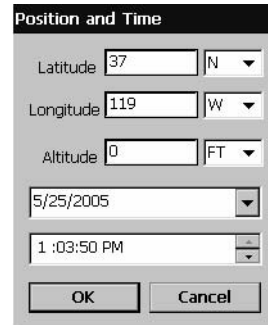 Position and Time
Latitude 37 N
Longitude 119 W
Altitude 0 FT
5/25/2005
1 :03:50 PM
OK Cancel